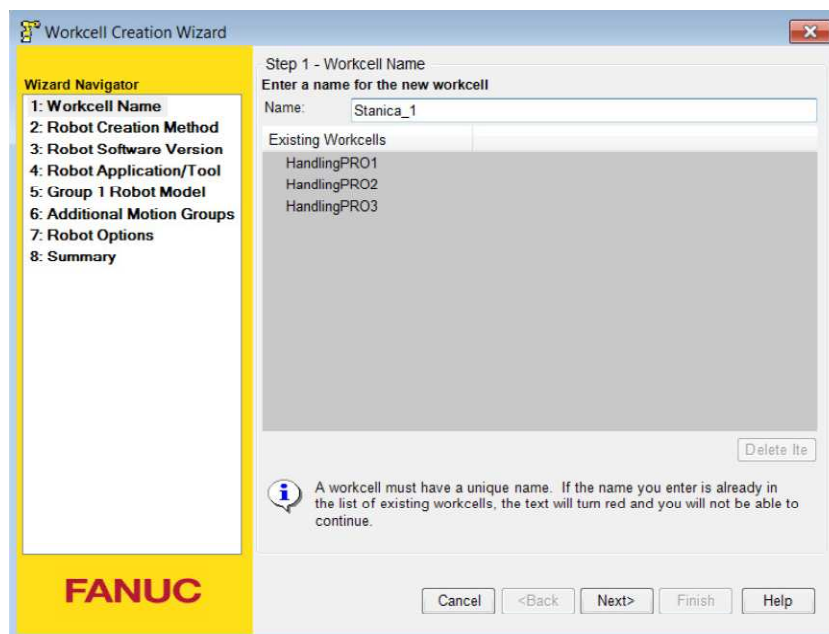 Workcell Creation Wizard
Wizard Navigator
1: Workcell Name
2: Robot Creation Method
3: Robot Software Version
4: Robot Application/Tool
5: Group 1 Robot Model
6: Additional Motion Groups
7: Robot Options
8: Summary
FANUC
Step 1 - Workcell Name
Enter a name for the new workcell
Name: Stanica_1
Existing Workcells
HandlingPRO1
HandlingPRO2
HandlingPRO3
Delete Ite
A workcell must have a unique name. If the name you enter is already in
the list of existing workcells, the text will turn red and you will not be able to
continue.
Cancel <Back Next> Finish Help